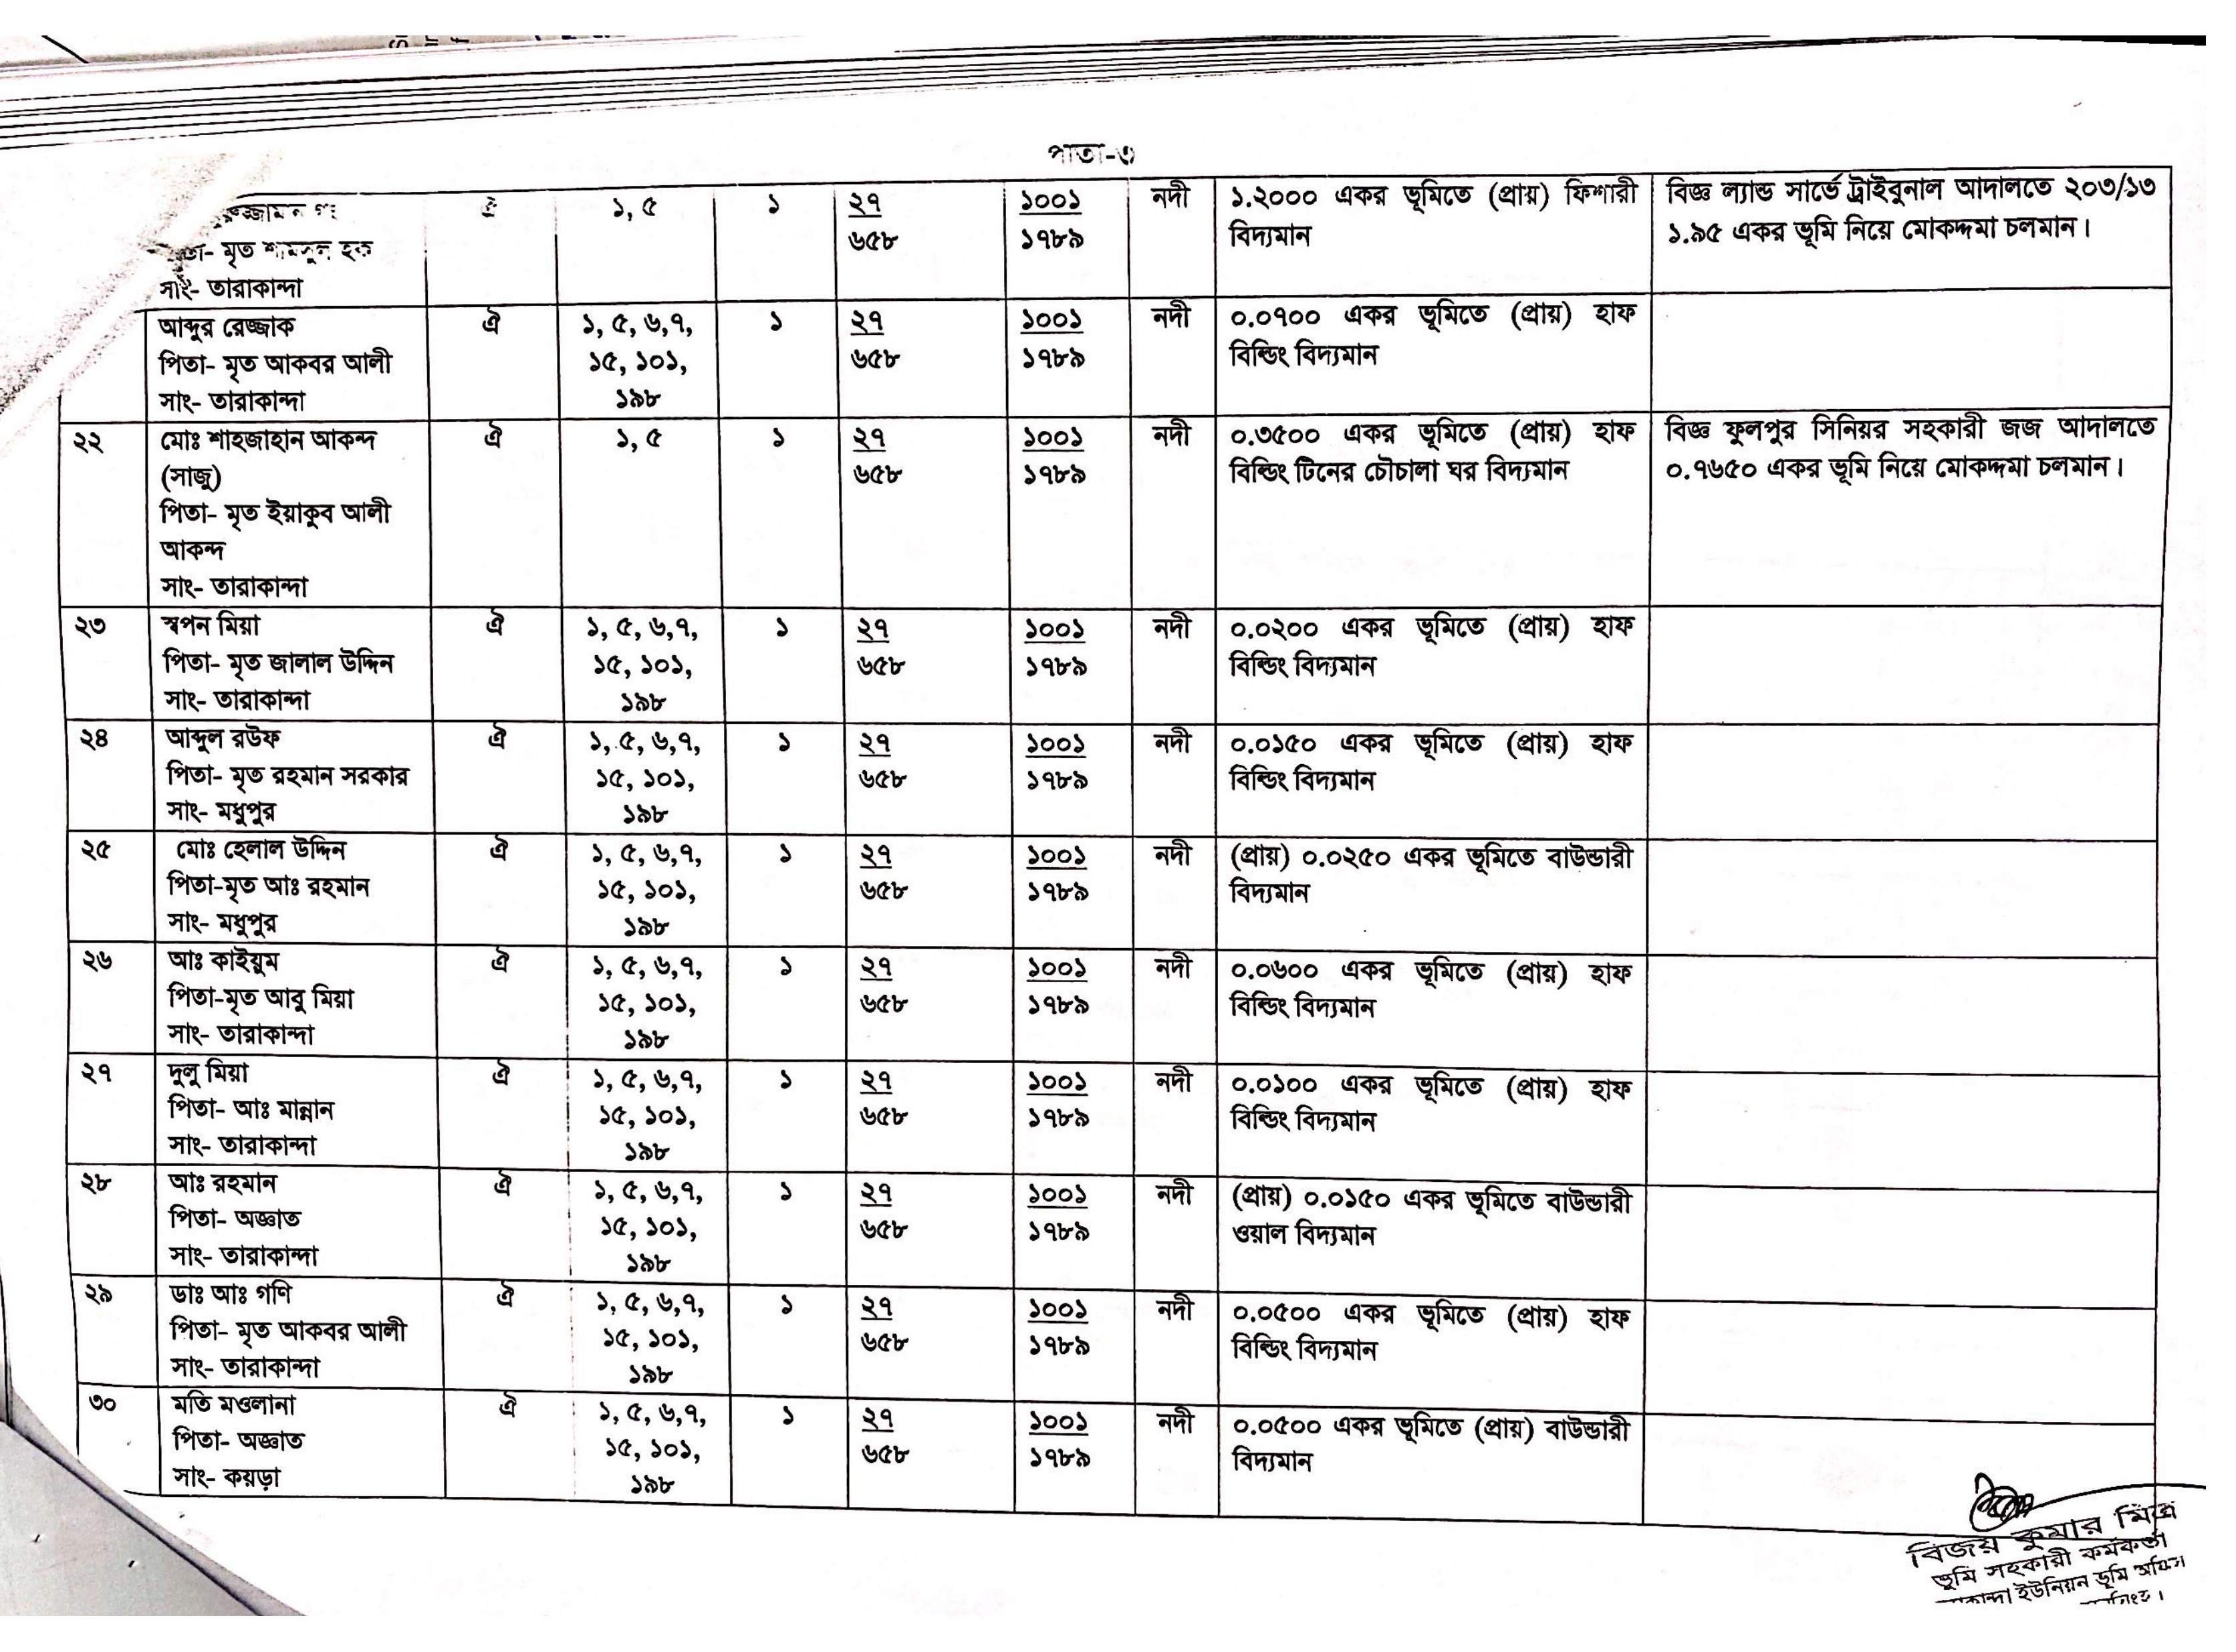 পাতা-৩
ঐ ১, ৫ ১ ২৭ ১০০১ নদী ১.২০০০ একর ভূমিতে (প্রায়) ফিশারী বিজ্ঞ ল্যান্ড সার্ভে ট্রাইবুনাল আদালতে ২০৩/১৩
মৃত শামসুল হক ৬৫৮ ১৭৮৯ বিদ্যমান ১.৯৫ একর ভূমি নিয়ে মোকদ্দমা চলমান।
সাং- তারাকান্দা
আব্দুর রেজ্জাক ঐ ১, ৫, ৬,৭, ১ ২৭ ১০০১ নদী ০.০৭০০ একর ভূমিতে (প্রায়) হাফ
পিতা- মৃত আকবর আলী ১৫, ১০১, ৬৫৮ ১৭৮৯ বিল্ডিং বিদ্যমান
সাং- তারাকান্দা ১৯৮
২২ মোঃ শাহজাহান আকন্দ ঐ ১, ৫ ১ ২৭ ১০০১ নদী ০.৩৫০০ একর ভূমিতে (প্রায়) হাফ বিজ্ঞ ফুলপুর সিনিয়র সহকারী জজ আদালতে
(সাজু) ৬৫৮ ১৭৮৯ বিল্ডিং টিনের চৌচালা ঘর বিদ্যমান ০.৭৬৫০ একর ভূমি নিয়ে মোকদ্দমা চলমান।
পিতা- মৃত ইয়াকুব আলী
আকন্দ
সাং- তারাকান্দা
২৩ স্বপন মিয়া ঐ ১, ৫, ৬,৭, ১ ২৭ ১০০১ নদী ০.০২০০ একর ভূমিতে (প্রায়) হাফ
পিতা- মৃত জালাল উদ্দিন ১৫, ১০১, ৬৫৮ ১৭৮৯ বিল্ডিং বিদ্যমান
সাং- তারাকান্দা ১৯৮
২৪ আব্দুল রউফ ঐ ১, ৫, ৬,৭, ১ ২৭ ১০০১ নদী ০.০১৫০ একর ভূমিতে (প্রায়) হাফ
পিতা- মৃত রহমান সরকার ১৫, ১০১, ৬৫৮ ১৭৮৯ বিল্ডিং বিদ্যমান
সাং- মধুপুর ১৯৮
২৫ মোঃ হেলাল উদ্দিন ঐ ১, ৫, ৬,৭, ১ ২৭ ১০০১ নদী (প্রায়) ০.০২৫০ একর ভূমিতে বাউন্ডারী
পিতা-মৃত আঃ রহমান ১৫, ১০১, ৬৫৮ ১৭৮৯ বিদ্যমান
সাং- মধুপুর ১৯৮
২৬ আঃ কাইয়ুম ঐ ১, ৫, ৬,৭, ১ ২৭ ১০০১ নদী ০.০৬০০ একর ভূমিতে (প্রায়) হাফ
পিতা-মৃত আবু মিয়া ১৫, ১০১, ৬৫৮ ১৭৮৯ বিল্ডিং বিদ্যমান
সাং- তারাকান্দা ১৯৮
২৭ দুলু মিয়া ঐ ১, ৫, ৬,৭, ১ ২৭ ১০০১ নদী ০.০১০০ একর ভূমিতে (প্রায়) হাফ
পিতা- আঃ মান্নান ১৫, ১০১, ৬৫৮ ১৭৮৯ বিল্ডিং বিদ্যমান
সাং- তারাকান্দা ১৯৮
২৮ আঃ রহমান ঐ ১, ৫, ৬,৭, ১ ২৭ ১০০১ নদী (প্রায়) ০.০১৫০ একর ভূমিতে বাউন্ডারী
পিতা- অজ্ঞাত ১৫, ১০১, ৬৫৮ ১৭৮৯ ওয়াল বিদ্যমান
সাং- তারাকান্দা ১৯৮
২৯ ডাঃ আঃ গণি ঐ ১, ৫, ৬,৭, ১ ২৭ ১০০১ নদী ০.০৫০০ একর ভূমিতে (প্রায়) হাফ
পিতা- মৃত আকবর আলী ১৫, ১০১, ৬৫৮ ১৭৮৯ বিল্ডিং বিদ্যমান
সাং- তারাকান্দা ১৯৮
৩০ মতি মওলানা ঐ ১, ৫, ৬,৭, ১ ২৭ ১০০১ নদী ০.০৫০০ একর ভূমিতে (প্রায়) বাউন্ডারী
পিতা- অজ্ঞাত ১৫, ১০১, ৬৫৮ ১৭৮৯ বিদ্যমান
সাং- কয়ড়া ১৯৮
বিজয় কুমার মিত্র
ভূমি সহকারী কর্মকর্তা
ইউনিয়ন ভূমি অফিস